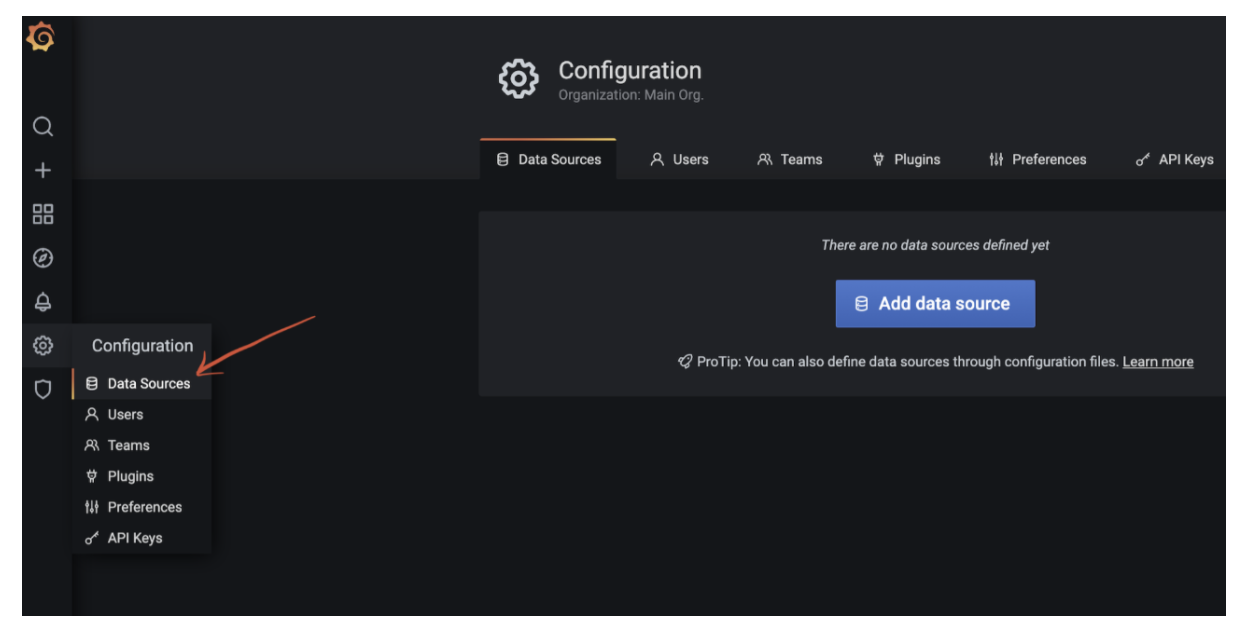 Configuration
Organization: Main Org.
Data Sources Users Teams Plugins Preferences API Keys
There are no data sources defined yet
Add data source
ProTip: You can also define data sources through configuration files. Learn more
Configuration
Data Sources
Users
Teams
Plugins
Preferences
API Keys